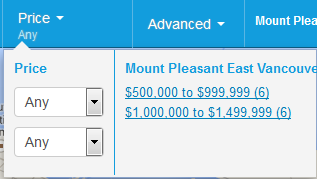 Price
Any
Advanced
Mount Pleasant
Price
Any
Any
Mount Pleasant East Vancouve
$500,000 to $999,999 (6)
$1,000,000 to $1,499,999 (6)